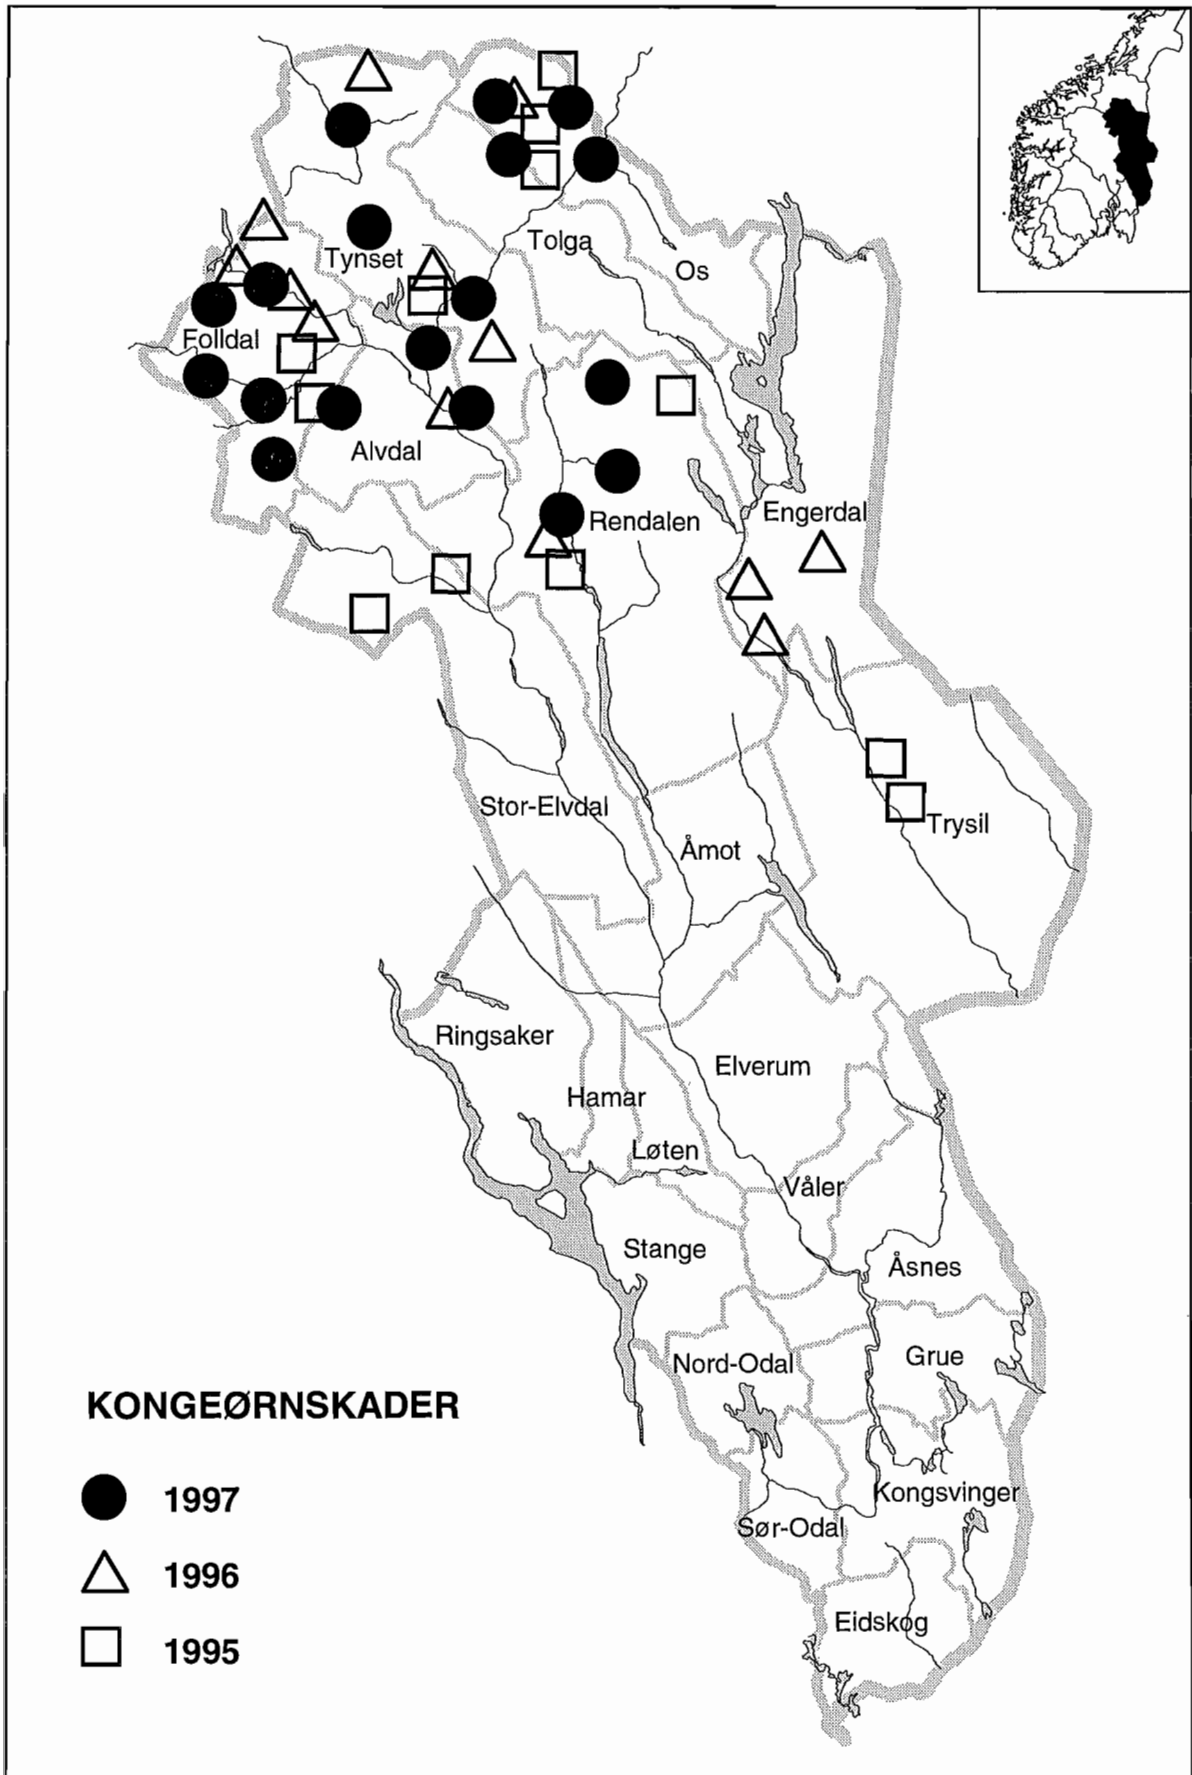 Tolga
Tynset
Os
Folldal
Alvdal
Engerdal
Rendalen
Stor-Elvdal
Trysil
Åmot
Ringsaker
Elverum
Hamar
Løten
Våler
Stange
Åsnes
Nord-Odal
Grue
KONGEØRNSKADER
1997
Kongsvinger
Sør-Odal
1996
Eidskog
1995